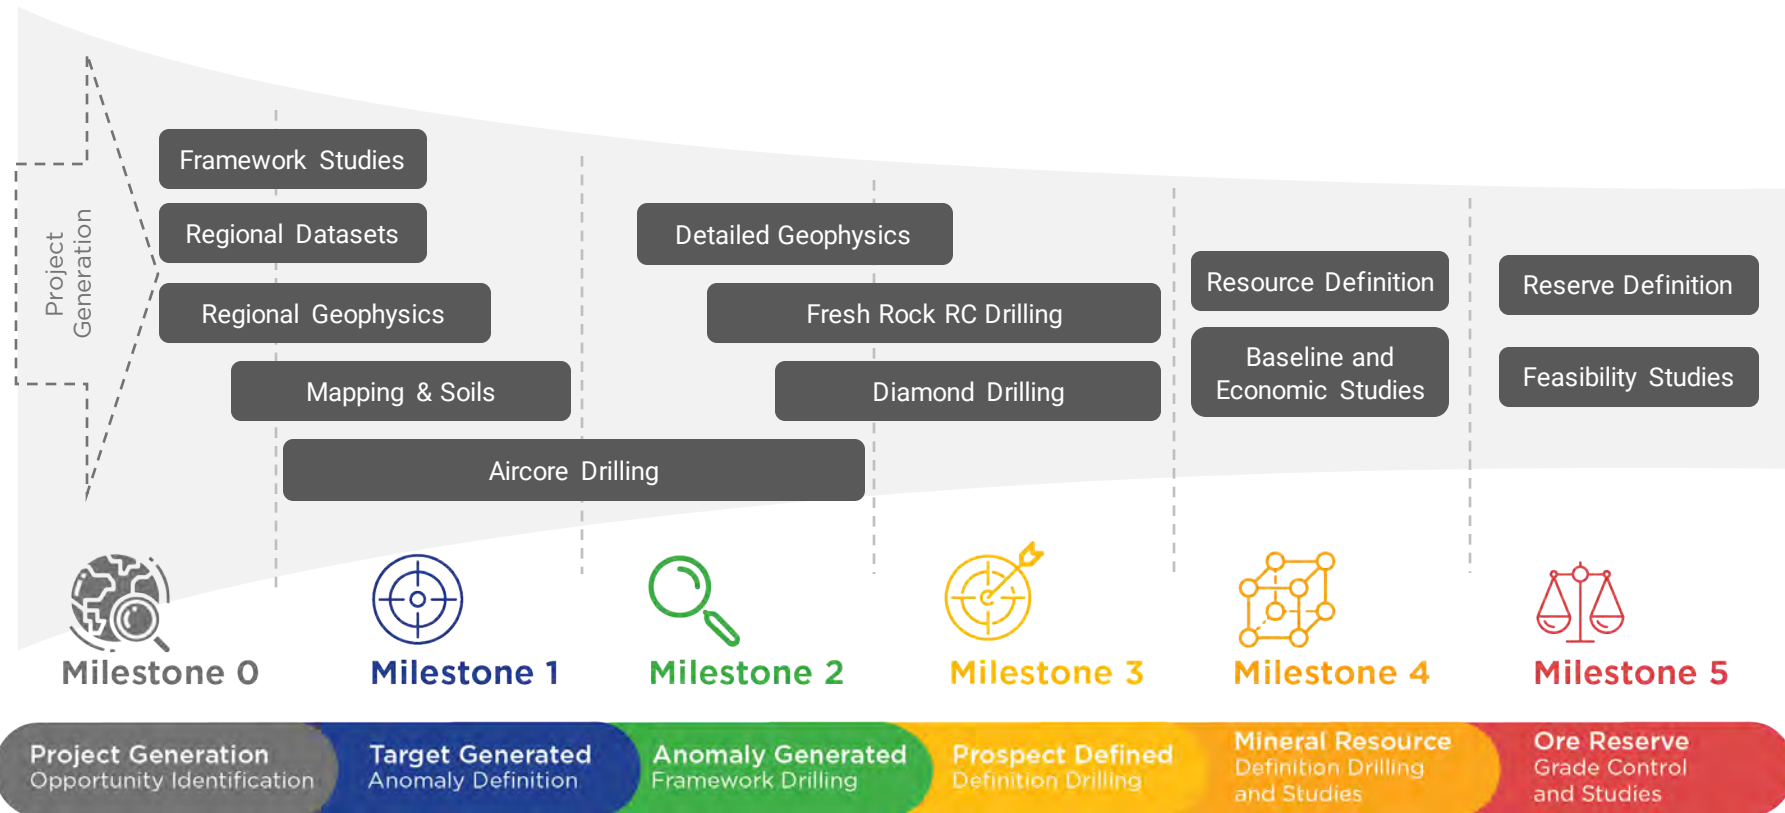 Project
Generation
Framework Studies
Regional Datasets
Regional Geophysics
Mapping & Soils
Aircore Drilling
Detailed Geophysics
Fresh Rock RC Drilling
Diamond Drilling
Resource Definition
Baseline and
Economic Studies
Reserve Definition
Feasibility Studies
Milestone 0
Milestone 1
Milestone 2
Milestone 3
Milestone 4
Milestone 5
Project Generation
Opportunity Identification
Target Generated
Anomaly Definition
Anomaly Generated
Framework Drilling
Prospect Defined
Definition Drilling
Mineral Resource
Definition Drilling
and Studies
Ore Reserve
Grade Control
and Studies